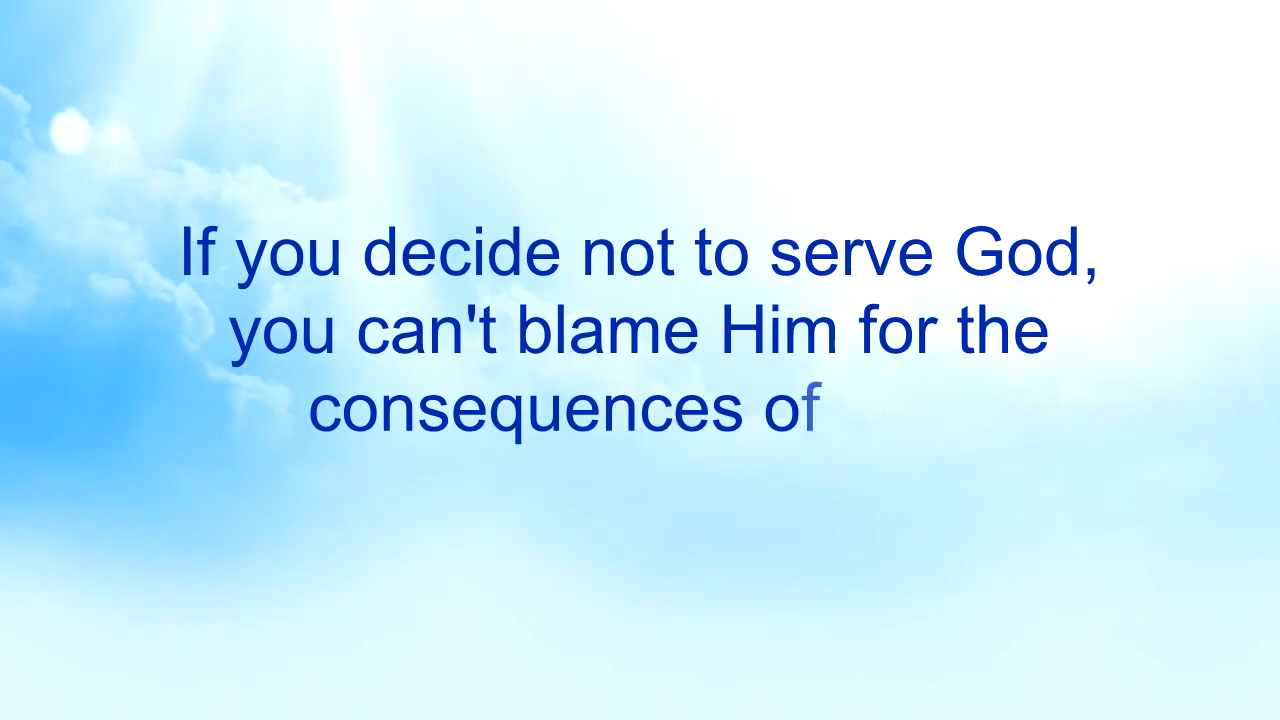 If you decide not to serve God,
you can't blame Him for the
consequences of